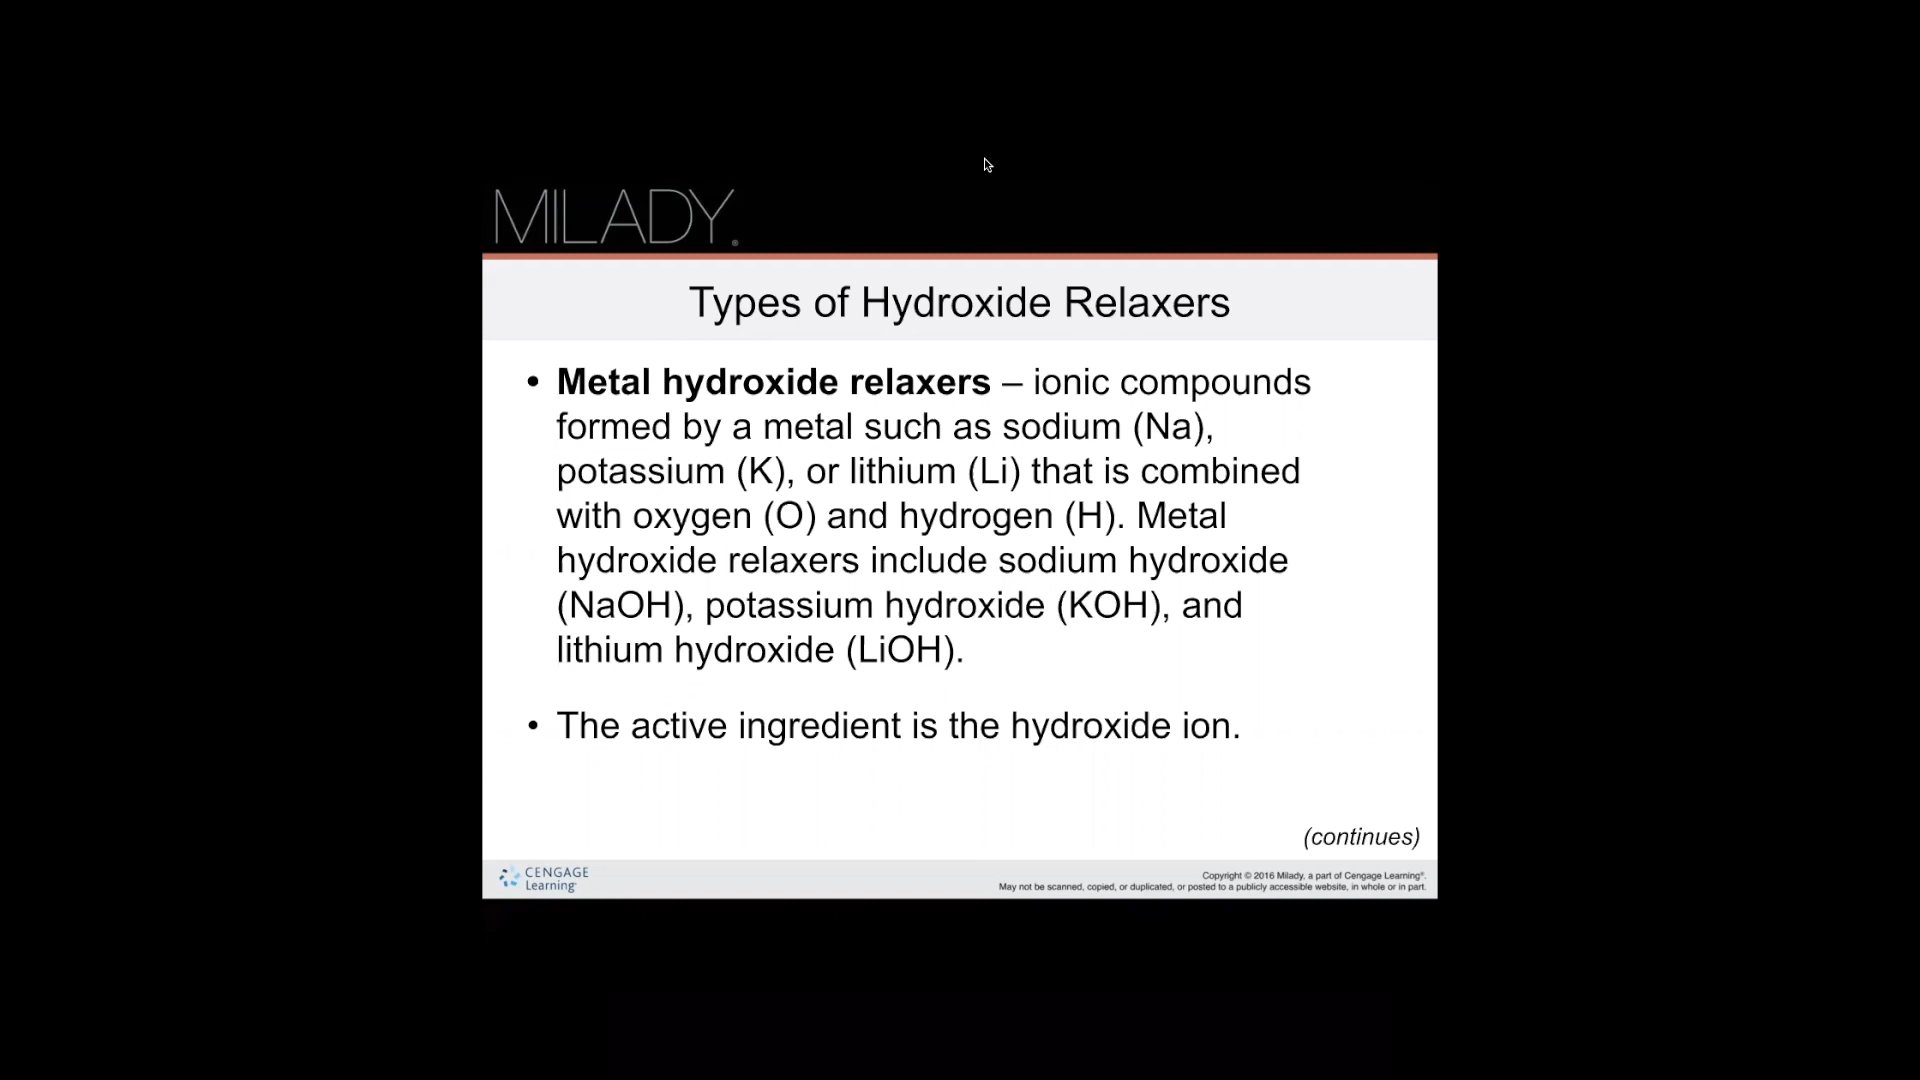 MILADY®
Types of Hydroxide Relaxers
• Metal hydroxide relaxers – ionic compounds
formed by a metal such as sodium (Na),
potassium (K), or lithium (Li) that is combined
with oxygen (O) and hydrogen (H). Metal
hydroxide relaxers include sodium hydroxide
(NaOH), potassium hydroxide (KOH), and
lithium hydroxide (LiOH).
• The active ingredient is the hydroxide ion.
(continues)
CENGAGE
Learning®
Copyright © 2016 Milady, a part of Cengage Learning®.
May not be scanned, copied, or duplicated, or posted to a publicly accessible website, in whole or in part.